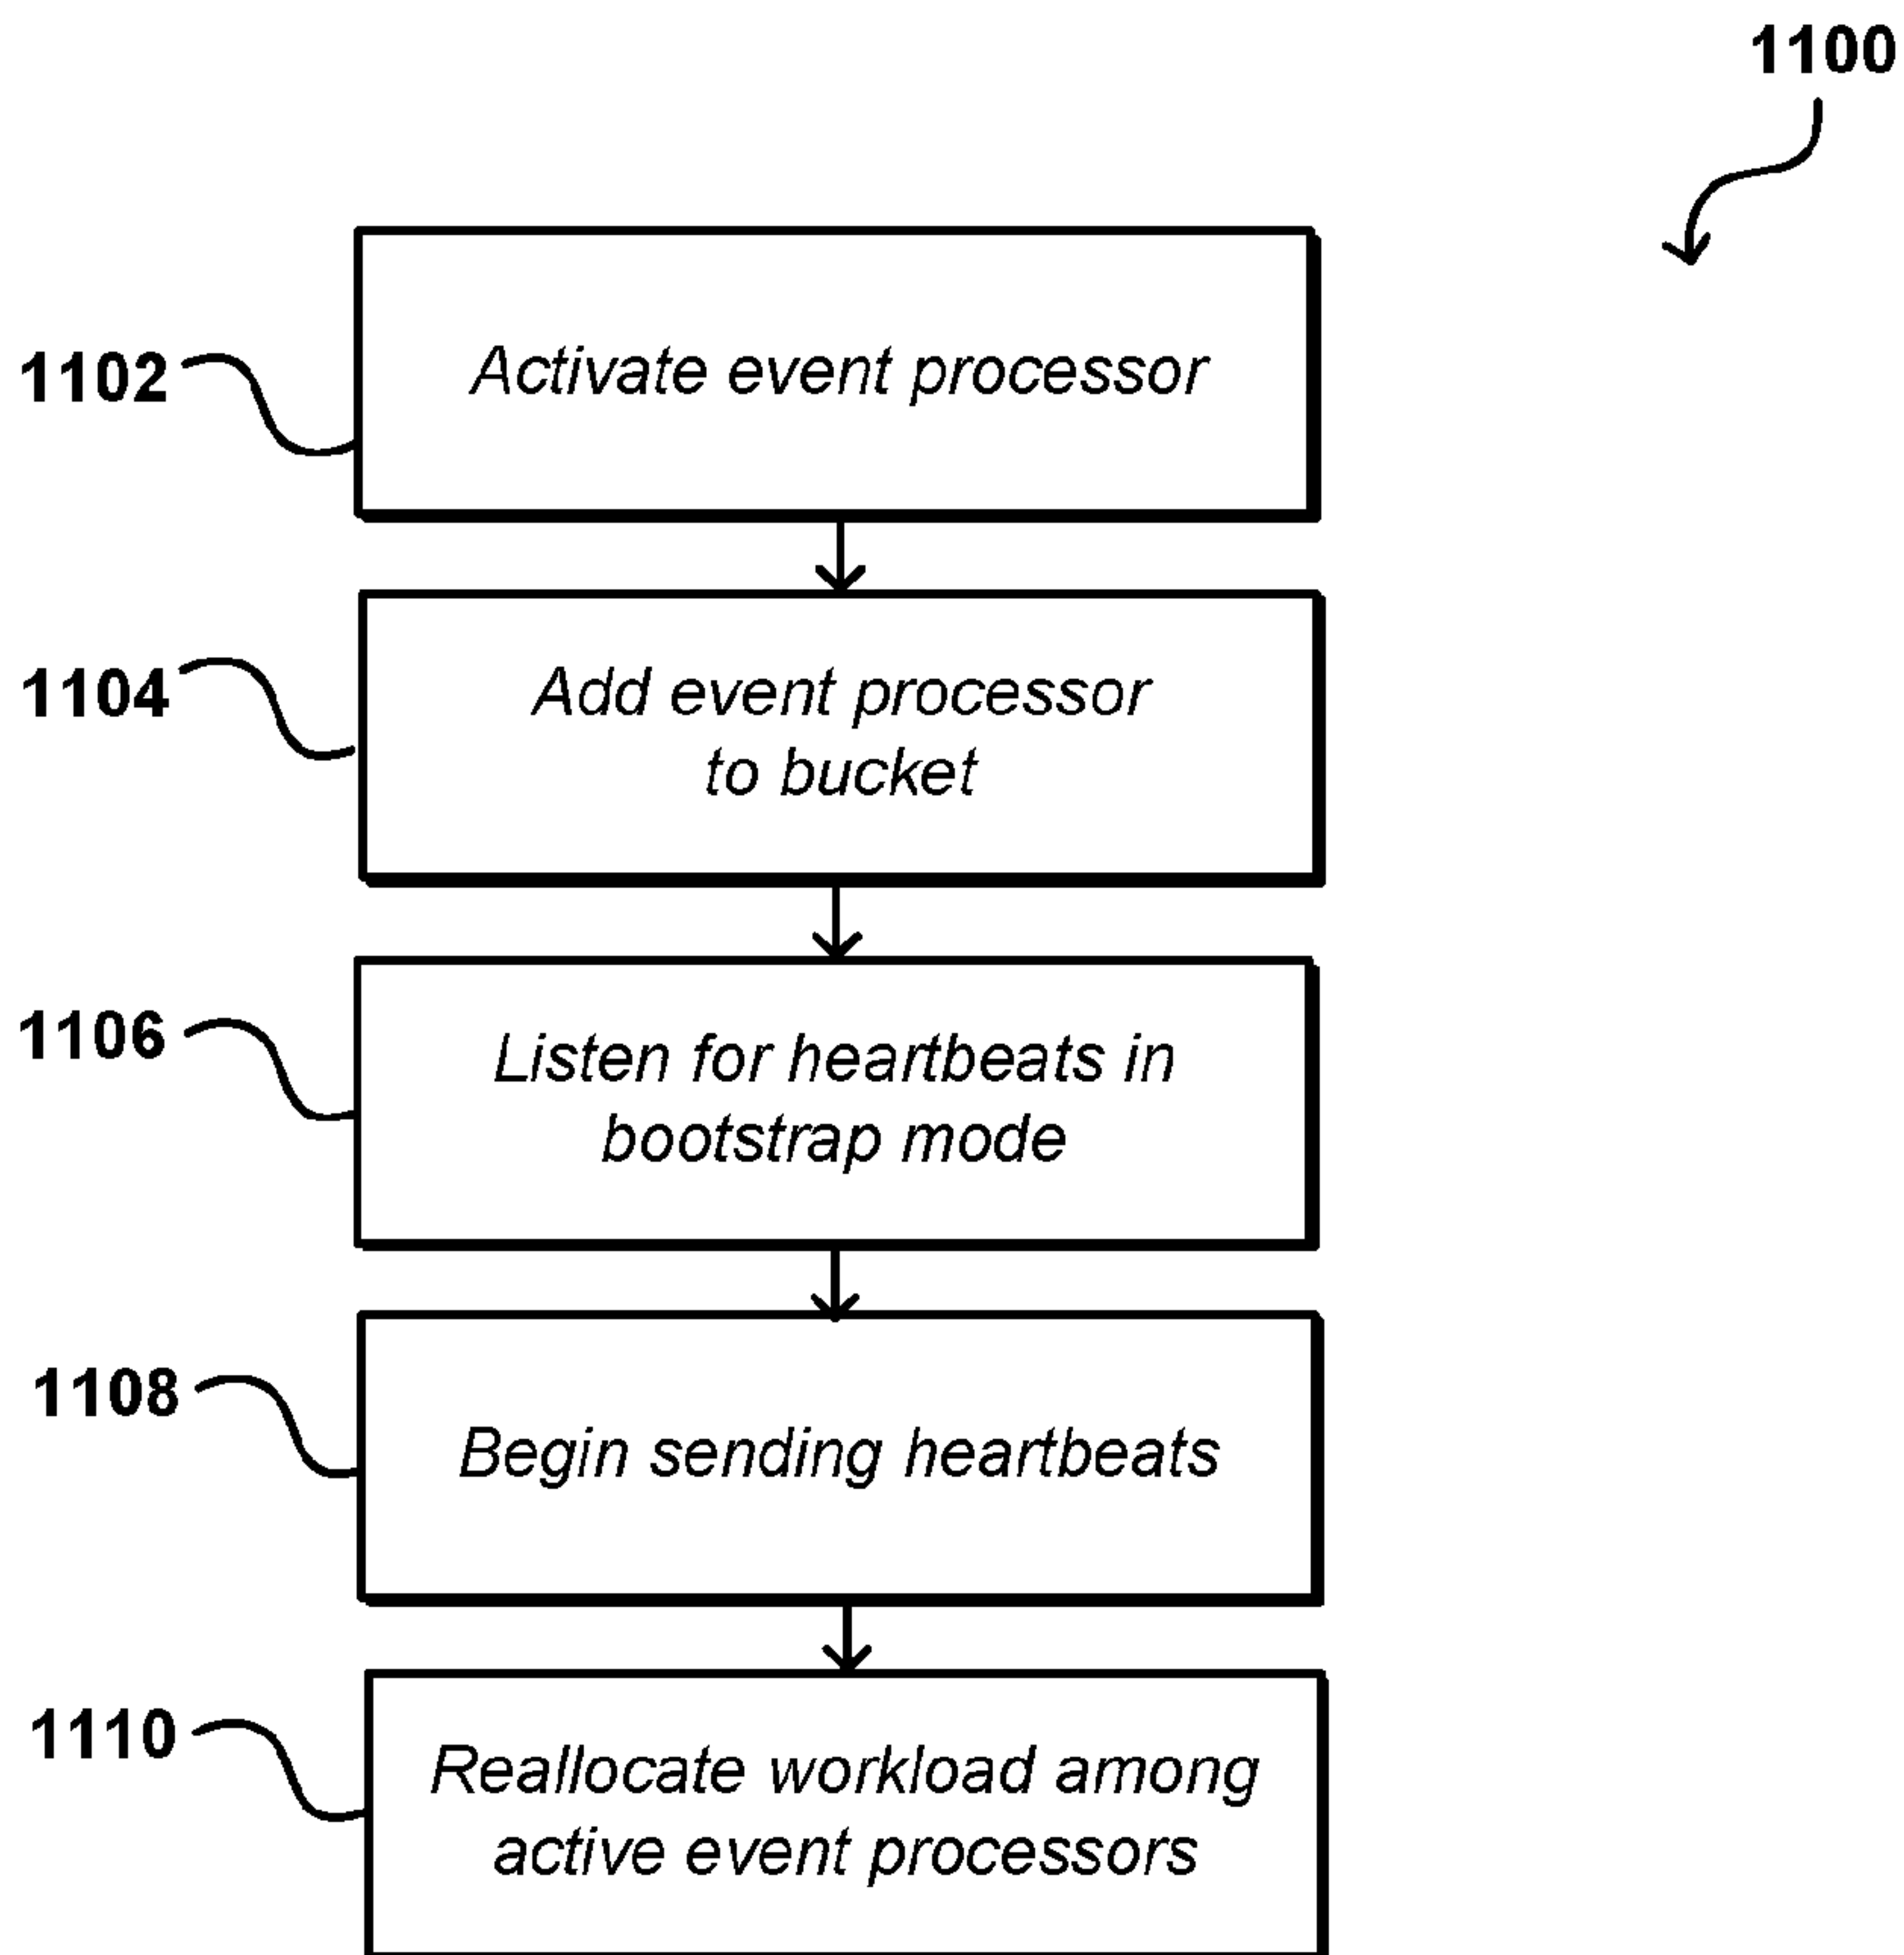 1100
1102
Activate event processor
1104
Add event processor
to bucket
1106
Listen for heartbeats in
bootstrap mode
1108
Begin sending heartbeats
1110
Reallocate workload among
active event processors